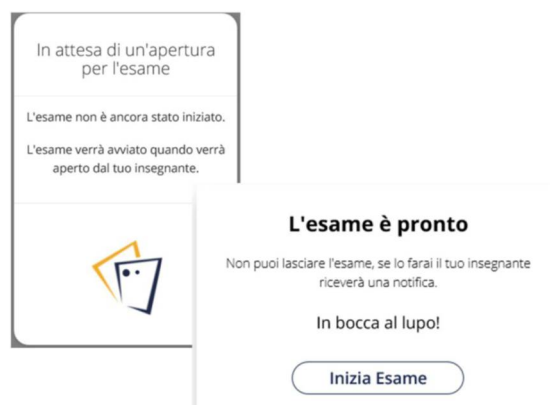 In attesa di un'apertura
per l'esame
L'esame non è ancora stato iniziato.
L'esame verrà avviato quando verrà
aperto dal tuo insegnante.
L'esame è pronto
Non puoi lasciare l'esame, se lo farai il tuo insegnante
riceverà una notifica.
In bocca al lupo!
Inizia Esame